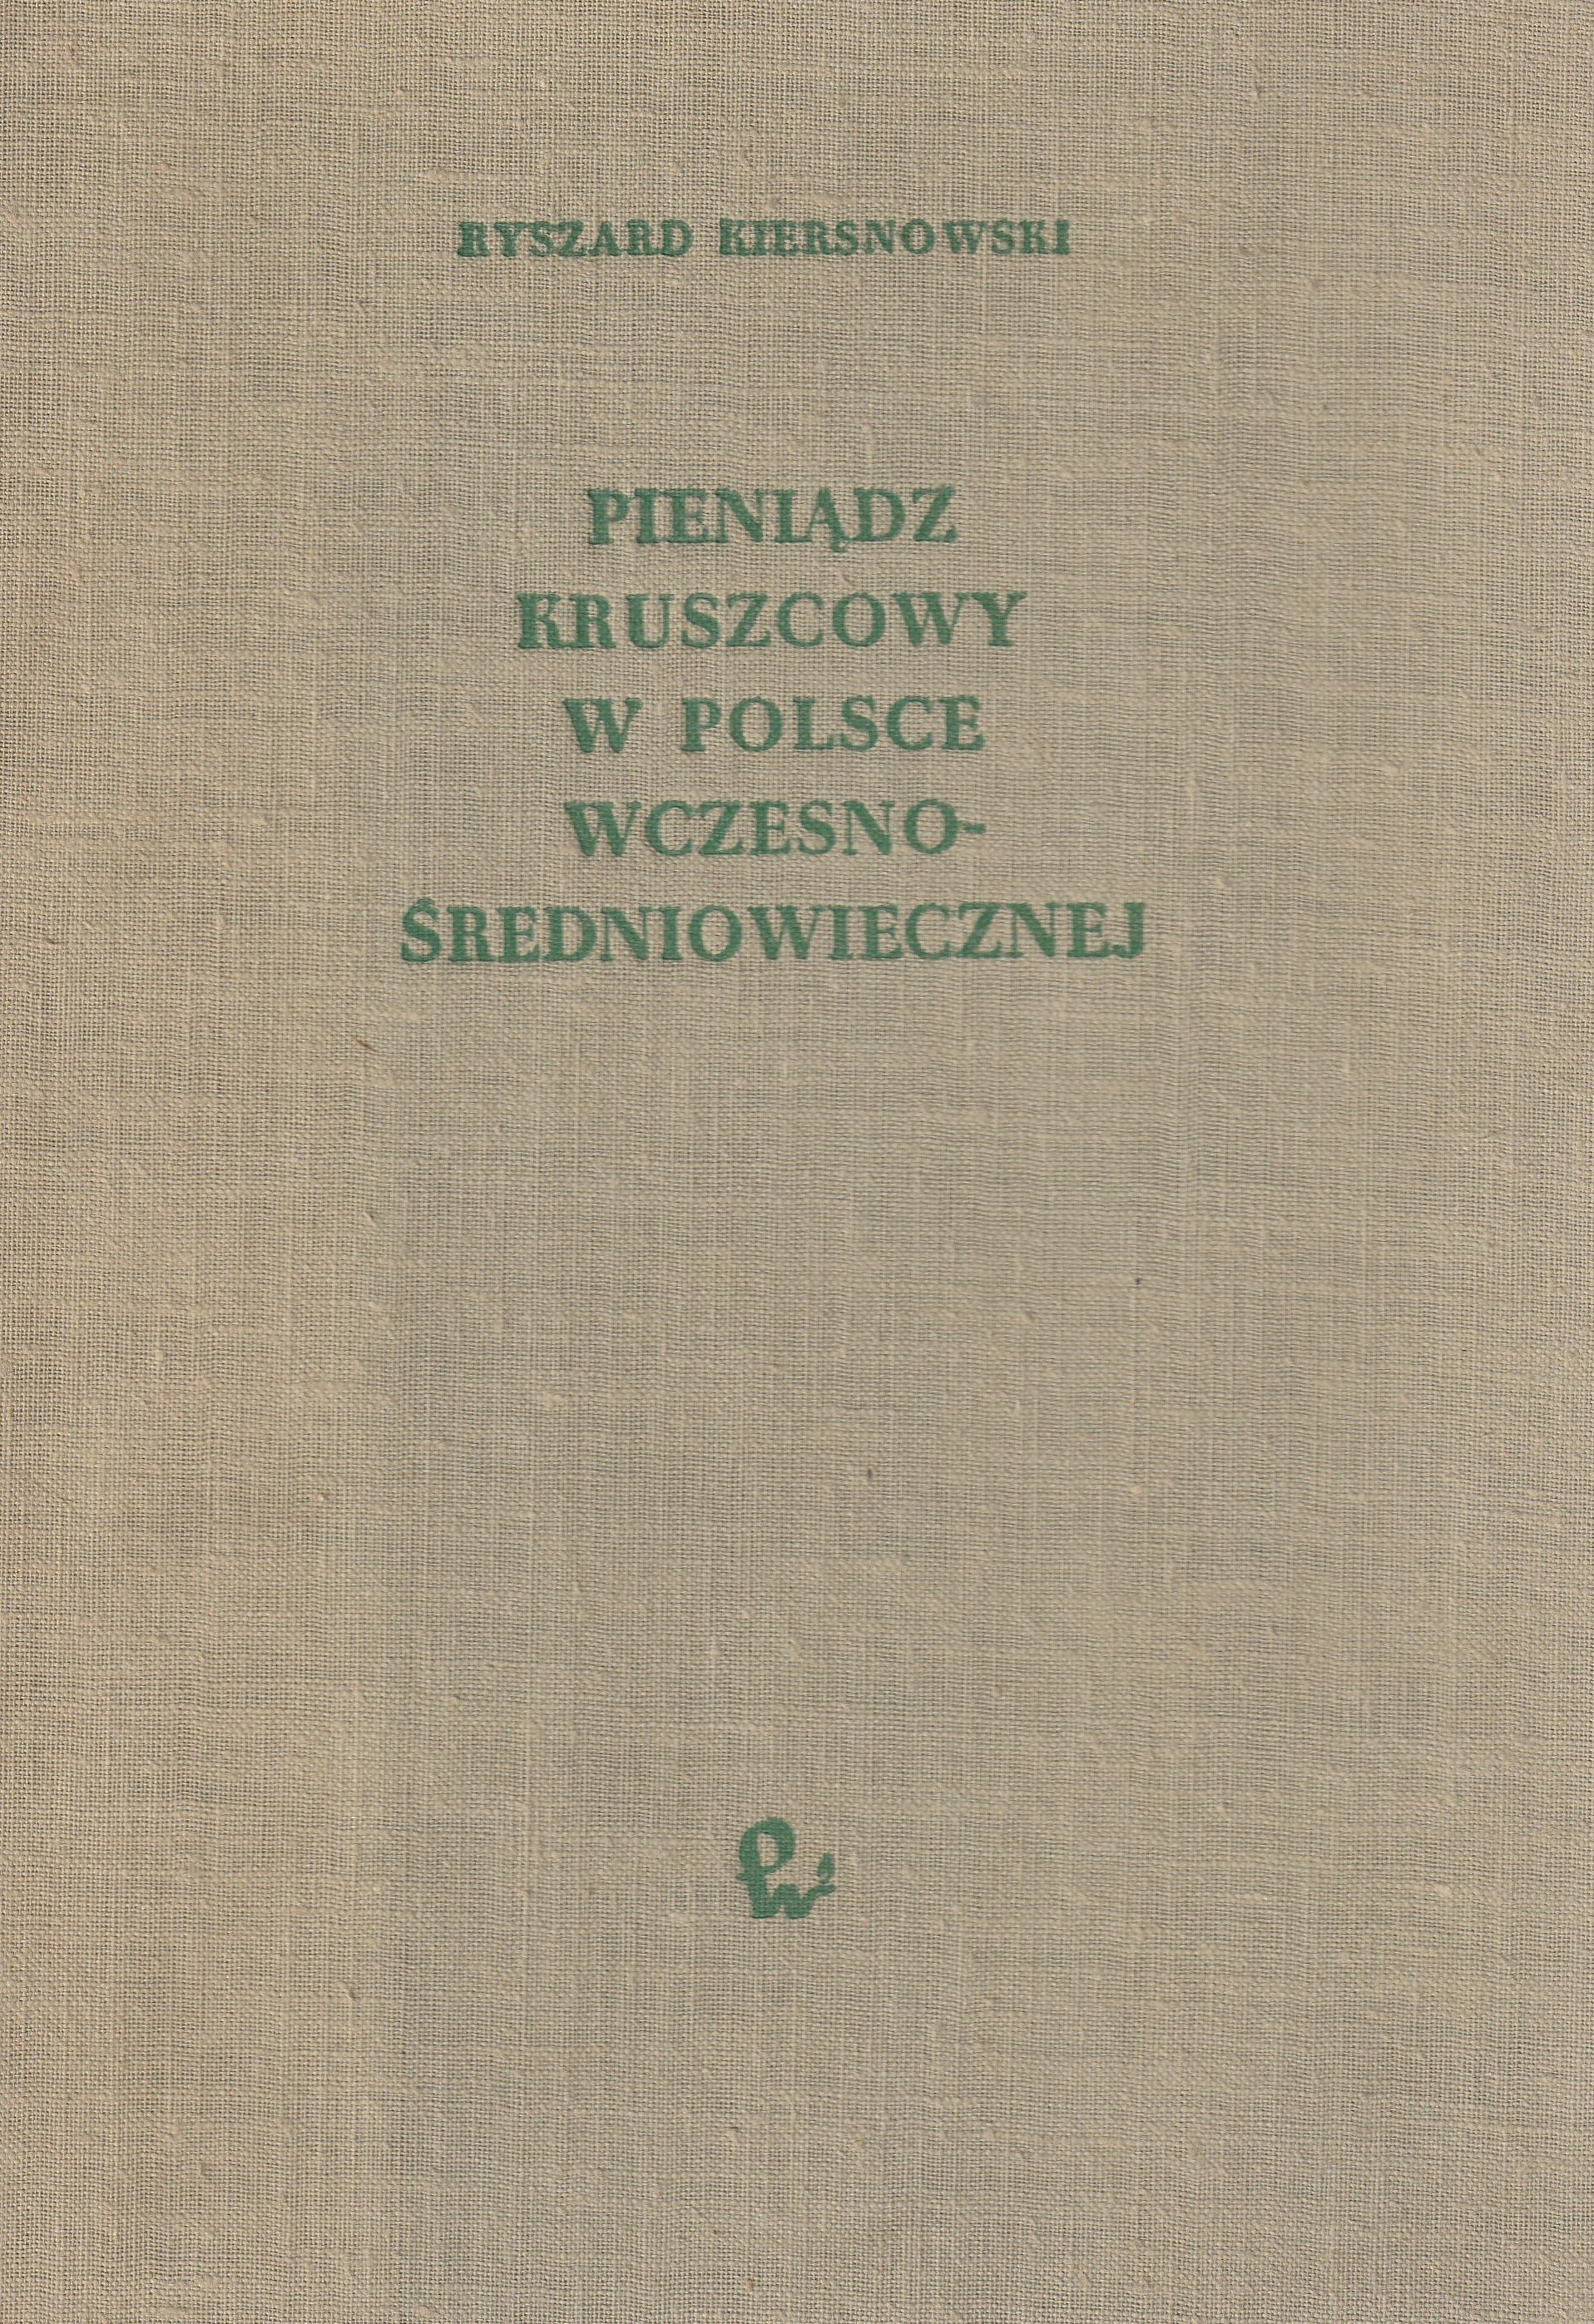 RYSZARD KIERSNOWSKI
PIENIĄDZ
KRUSZCOWY
W POLSCE
WCZESNO-
ŚREDNIOWIECZNEJ